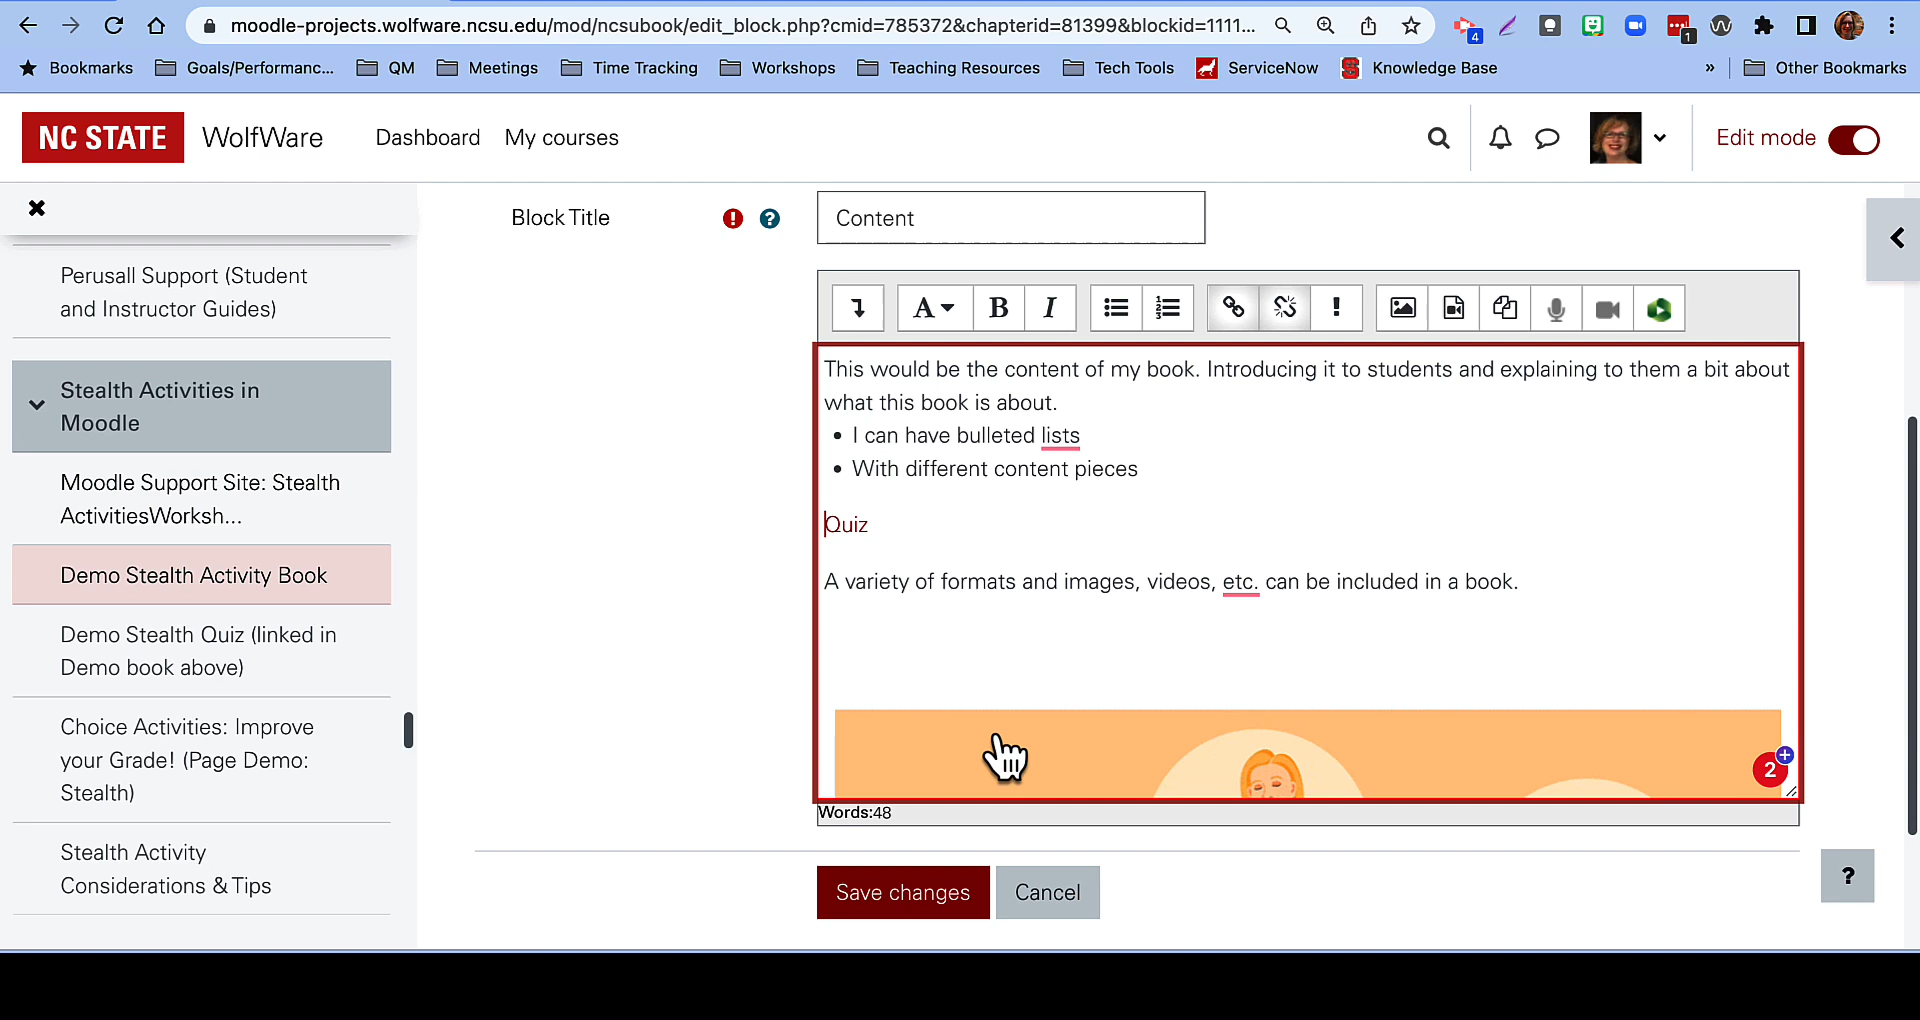 moodle-projects.wolfware.ncsu.edu/mod/ncsubook/edit_block.php?cmid=785372&chapterid=81399&blockid=1111...
4
1
Bookmarks Goals/Performanc... QM Meetings Time Tracking Workshops Teaching Resources Tech Tools ServiceNow Knowledge Base » Other Bookmarks
NC STATE WolfWare Dashboard My courses Edit mode
Perusall Support (Student
and Instructor Guides)
Stealth Activities in
Moodle
Moodle Support Site: Stealth
ActivitiesWorksh...
Demo Stealth Activity Book
Demo Stealth Quiz (linked in
Demo book above)
Choice Activities: Improve
your Grade! (Page Demo:
Stealth)
Stealth Activity
Considerations & Tips
Block Title ! ? Content
A B I !
This would be the content of my book. Introducing it to students and explaining to them a bit about
what this book is about.
• I can have bulleted lists
• With different content pieces
Quiz
A variety of formats and images, videos, etc. can be included in a book.
2
Words:48
Save changes Cancel
?